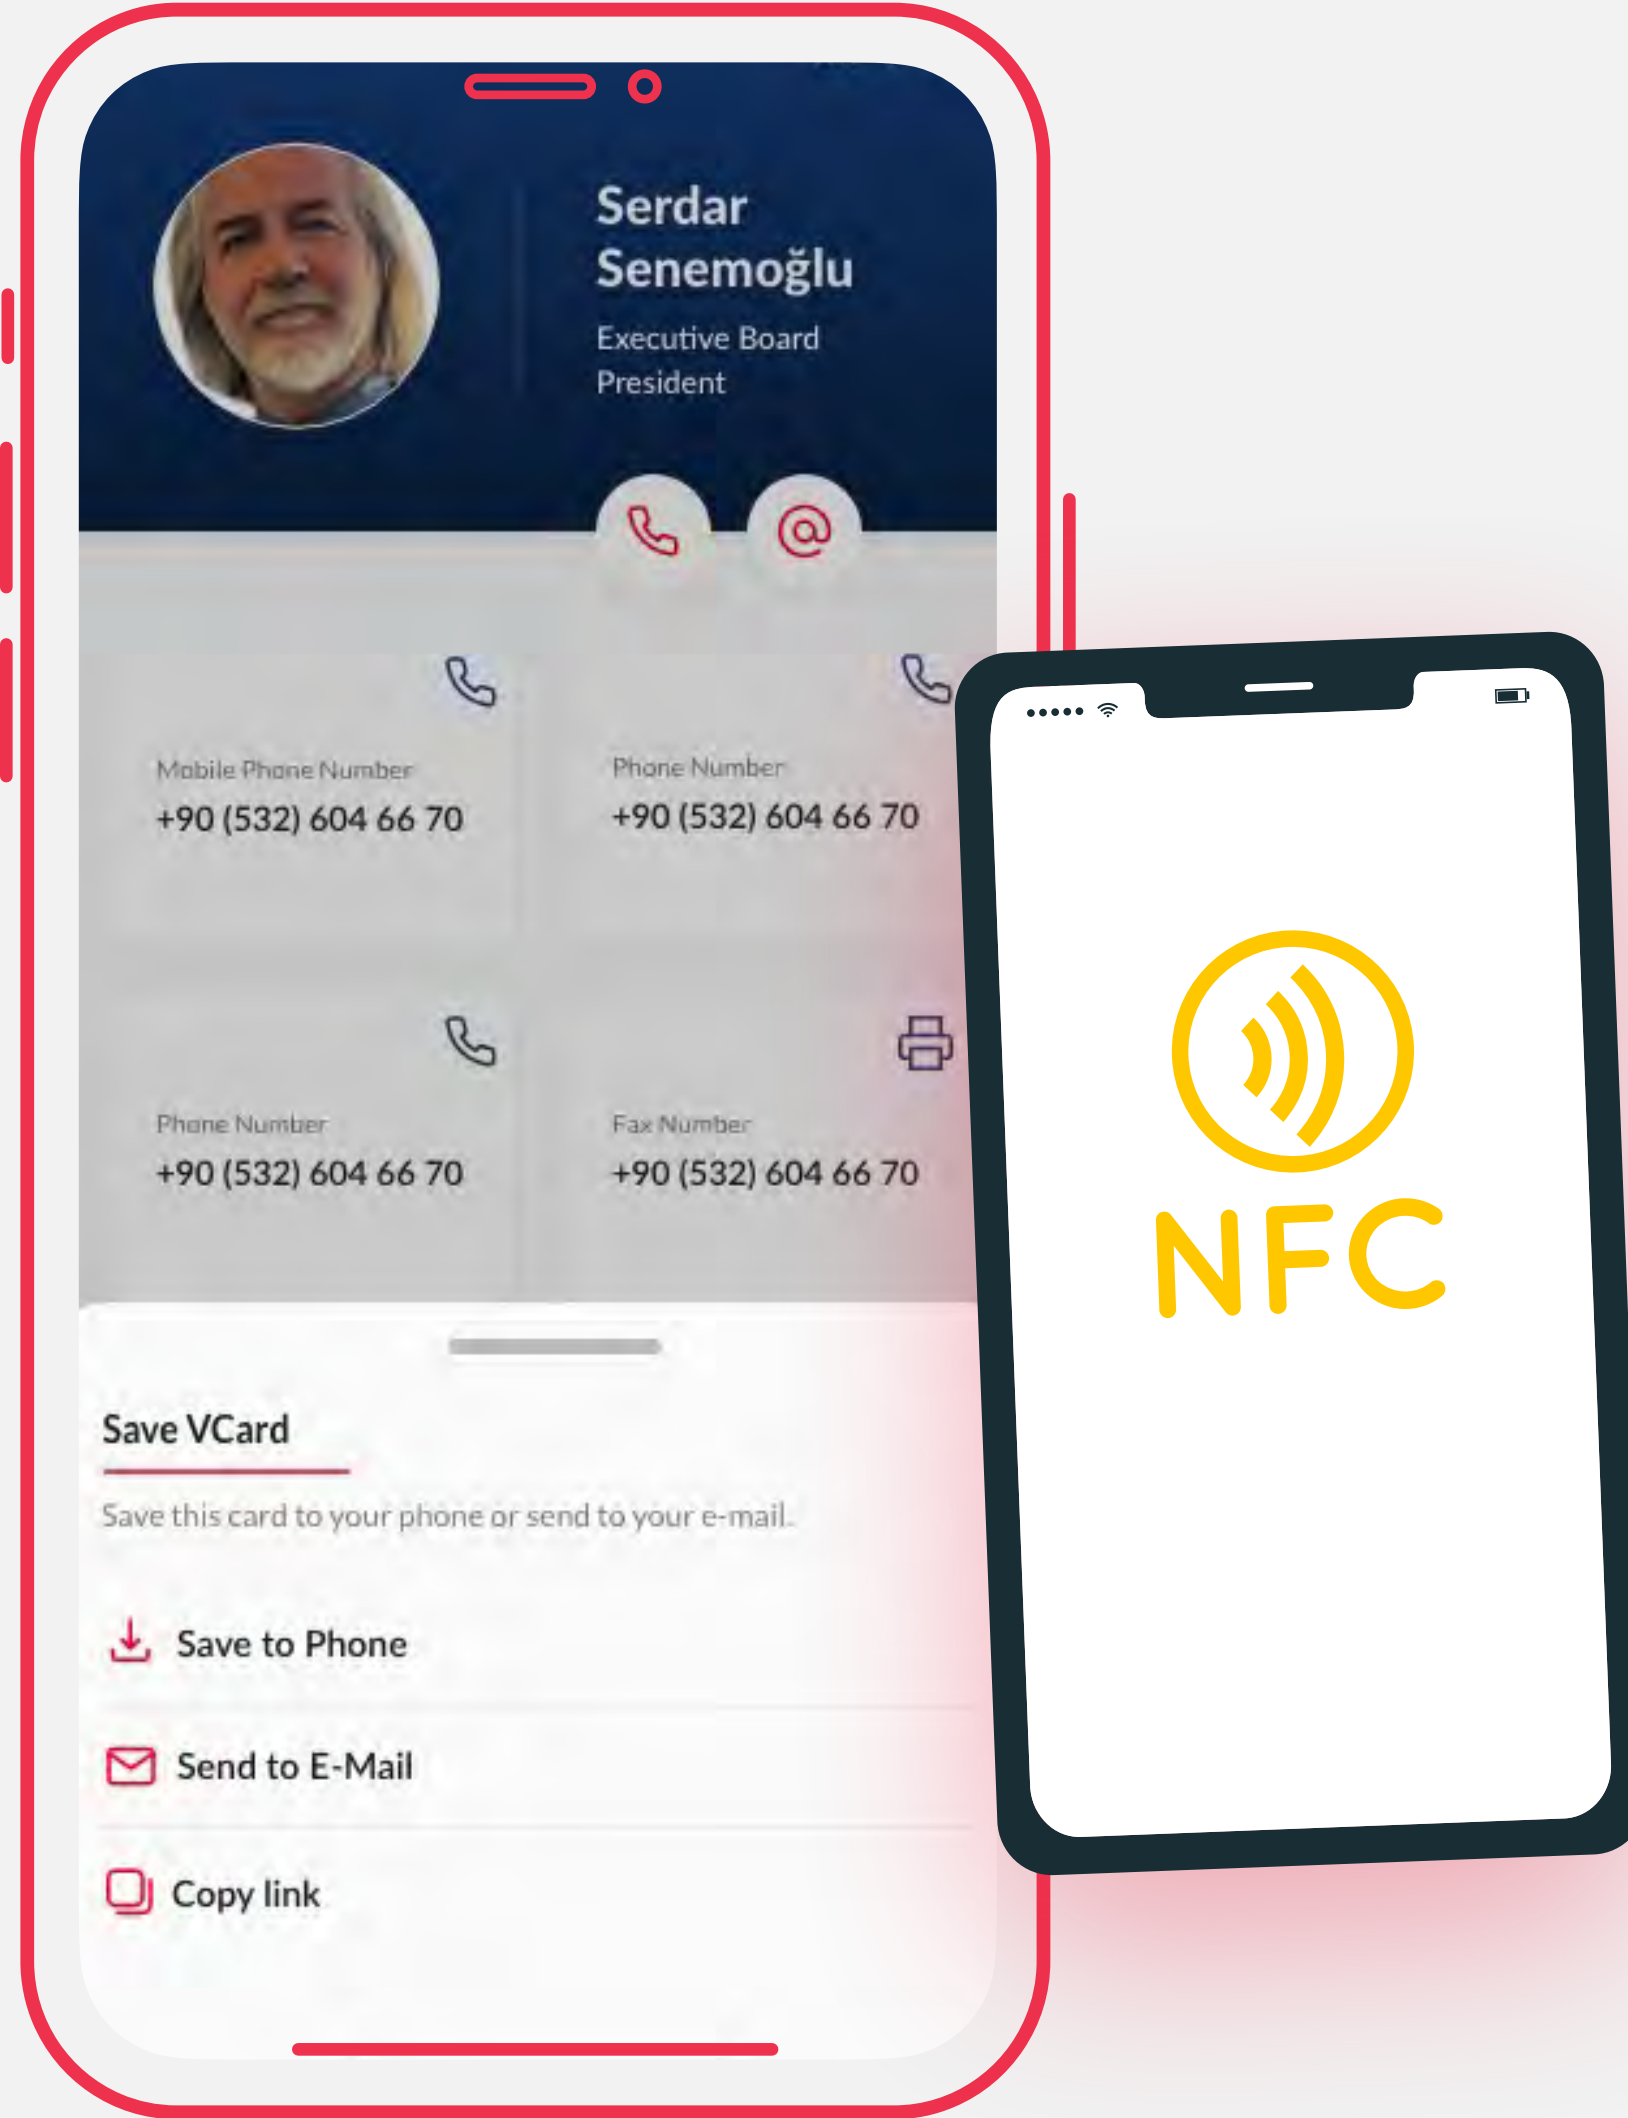 Serdar
Senemoğlu
Executive Board
President
Mobile Phone Number
+90 (532) 604 66 70
Phone Number
+90 (532) 604 66 70
Phone Number
+90 (532) 604 66 70
Fax Number
+90 (532) 604 66 70
Save VCard
Save this card to your phone or send to your e-mail.
Save to Phone
Send to E-Mail
Copy link
NFC